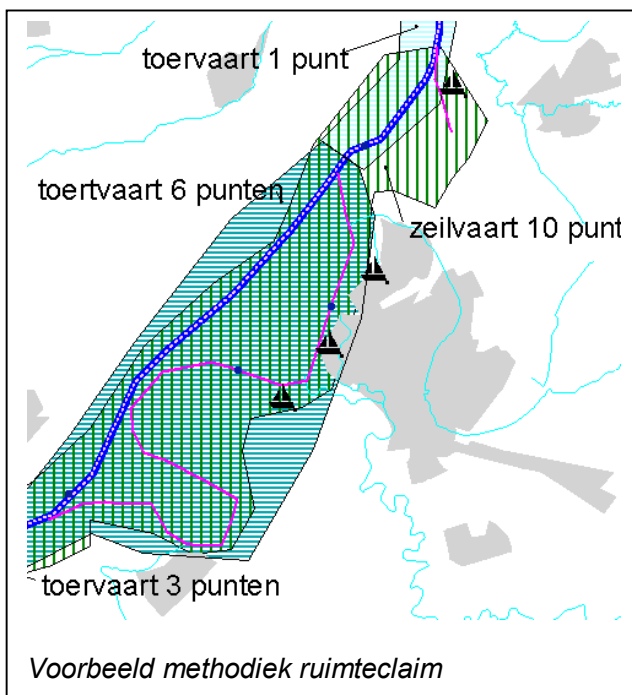 toervaart 1 punt
toertvaart 6 punten
zeilvaart 10 punt
toervaart 3 punten
Voorbeeld methodiek ruimteclaim